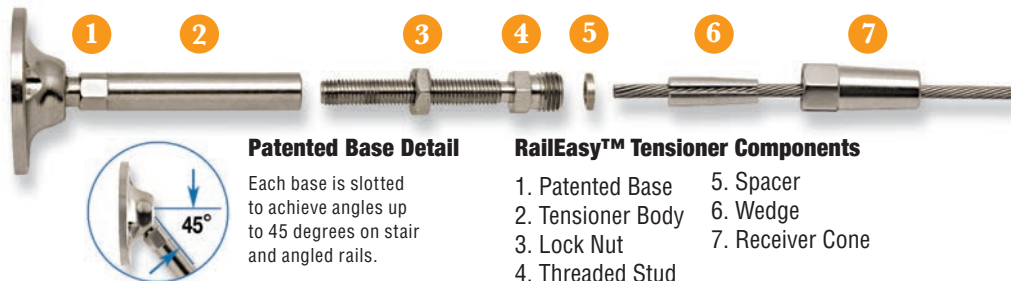 1
2
3
4
5
6
7
Patented Base Detail
Each base is slotted
to achieve angles up
to 45 degrees on stair
and angled rails.
45°
RailEasy™ Tensioner Components
1. Patented Base
2. Tensioner Body
3. Lock Nut
4. Threaded Stud
5. Spacer
6. Wedge
7. Receiver Cone